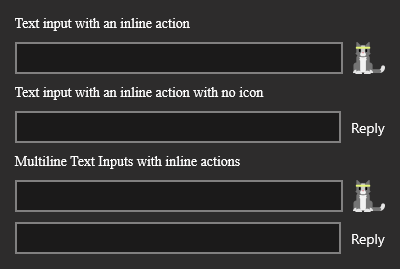 Text input with an inline action
Text input with an inline action with no icon
Reply
Multiline Text Inputs with inline actions
Reply